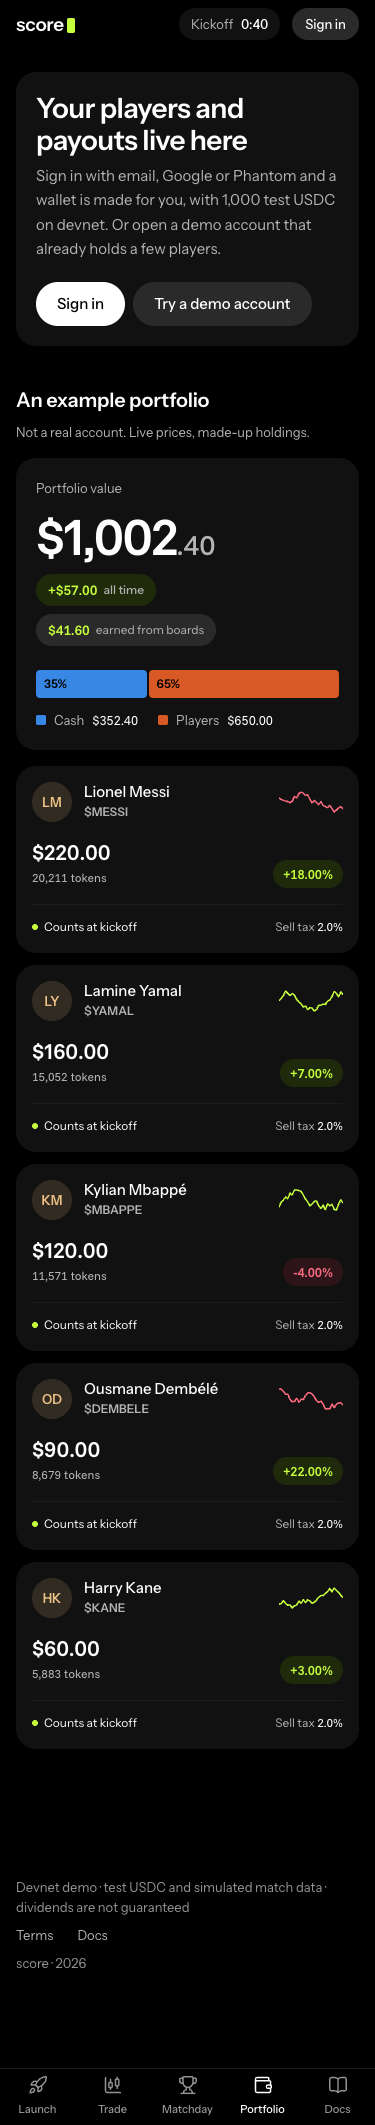 score
Kickoff 0:40
Sign in
Your players and
payouts live here
Sign in with email, Google or Phantom and a
wallet is made for you, with 1,000 test USDC
on devnet. Or open a demo account that
already holds a few players.
Sign in
Try a demo account
An example portfolio
Not a real account. Live prices, made-up holdings.
Portfolio value
$1,002.40
+$57.00 all time
$41.60 earned from boards
35% 65%
Cash $352.40 Players $650.00
LM
Lionel Messi
$MESSI
$220.00
20,211 tokens
+18.00%
Counts at kickoff
Sell tax 2.0%
LY
Lamine Yamal
$YAMAL
$160.00
15,052 tokens
+7.00%
Counts at kickoff
Sell tax 2.0%
KM
Kylian Mbappé
$MBAPPE
$120.00
11,571 tokens
-4.00%
Counts at kickoff
Sell tax 2.0%
OD
Ousmane Dembélé
$DEMBELE
$90.00
8,679 tokens
+22.00%
Counts at kickoff
Sell tax 2.0%
HK
Harry Kane
$KANE
$60.00
5,883 tokens
+3.00%
Counts at kickoff
Sell tax 2.0%
Devnet demo · test USDC and simulated match data ·
dividends are not guaranteed
Terms Docs
score · 2026
Launch Trade Matchday Portfolio Docs